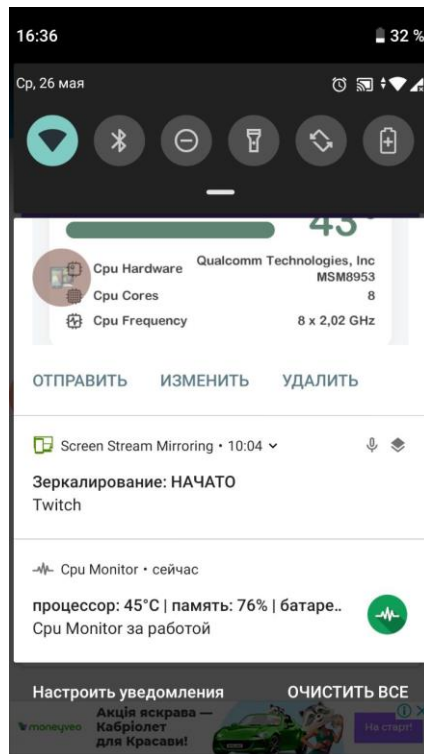 16:36
32 %
Ср, 26 мая
43°
Cpu Hardware
Qualcomm Technologies, Inc
MSM8953
Cpu Cores
8
Cpu Frequency
8 x 2,02 GHz
ОТПРАВИТЬ ИЗМЕНИТЬ УДАЛИТЬ
Screen Stream Mirroring • 10:04
Зеркалирование: НАЧАТО
Twitch
Cpu Monitor • сейчас
процессор: 45°C | память: 76% | батаре..
Cpu Monitor за работой
Настроить уведомления ОЧИСТИТЬ ВСЕ
moneyveo
Акція яскрава —
Кабріолет
для Красави!
На старт!